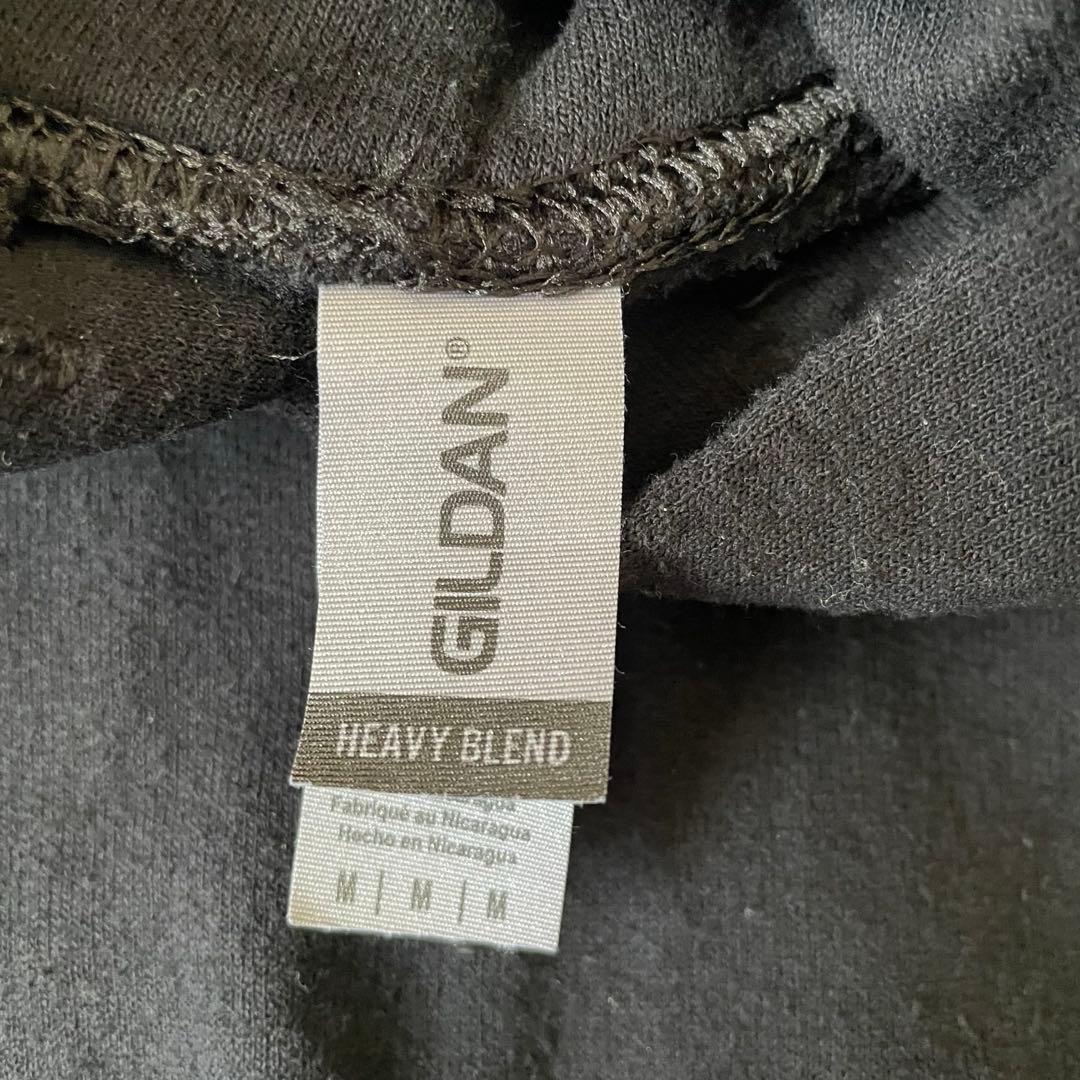 GILDAN®
HEAVY BLEND
Fabriqué au Nicaragua
Hecho en Nicaragua
M | M | M